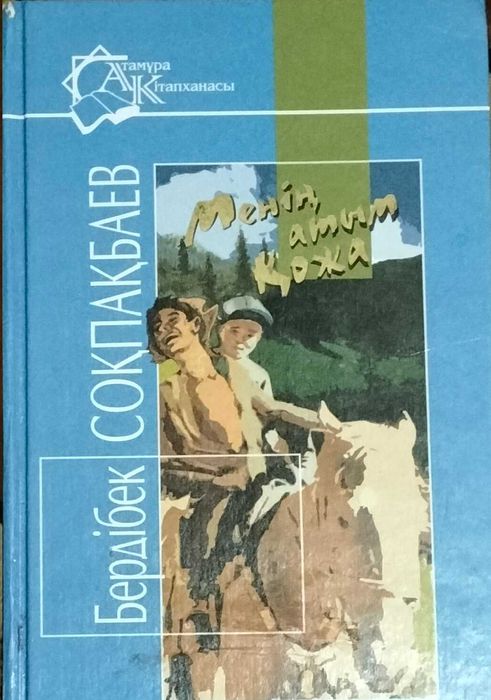 Атамұра
Кітапханасы
Бердібек СОҚПАҚБАЕВ
Менің
атым
Қожа